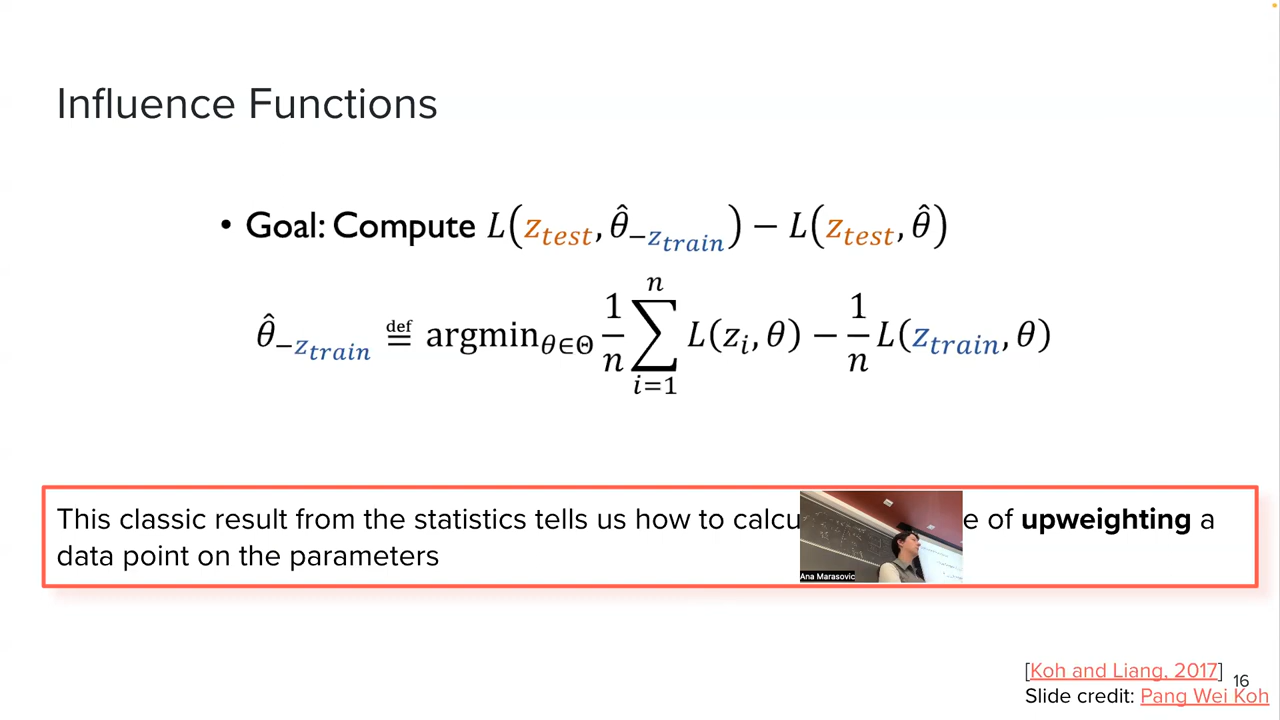 Influence Functions
• Goal: Compute L(z_test, θ̂_−z_train) − L(z_test, θ̂)
θ̂_−z_train ≝ argmin_θ∈Θ 1/n ∑_{i=1}^{n} L(z_i, θ) − 1/n L(z_train, θ)
This classic result from the statistics tells us how to calcu e of upweighting a
data point on the parameters
Ana Marasovic
[Koh and Liang, 2017] 16
Slide credit: Pang Wei Koh